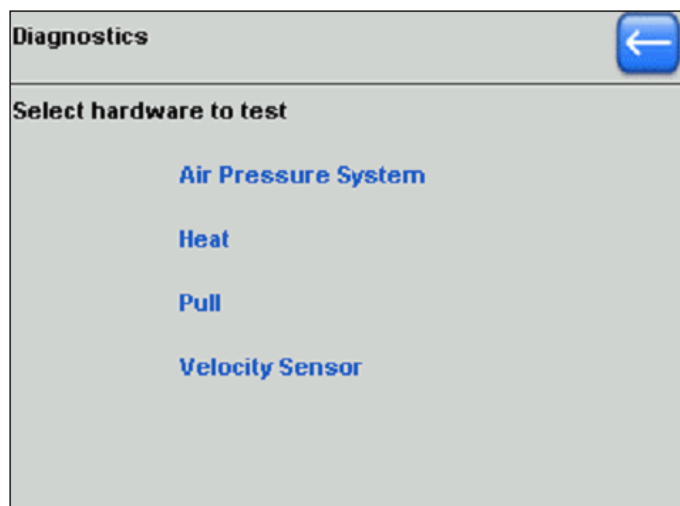 Diagnostics
Select hardware to test
Air Pressure System
Heat
Pull
Velocity Sensor